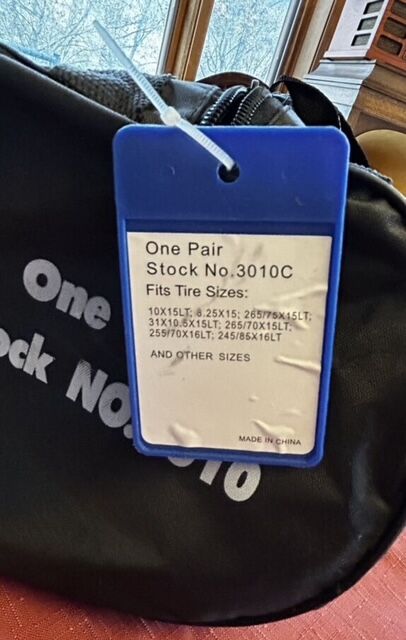 One Pair
Stock No.3010C
Fits Tire Sizes:
10X15LT; 8.25X15; 265/75X15LT;
31X10.5X15LT; 265/70X15LT;
255/70X16LT; 245/85X16LT
AND OTHER SIZES
MADE IN CHINA
One
ock NO.
010